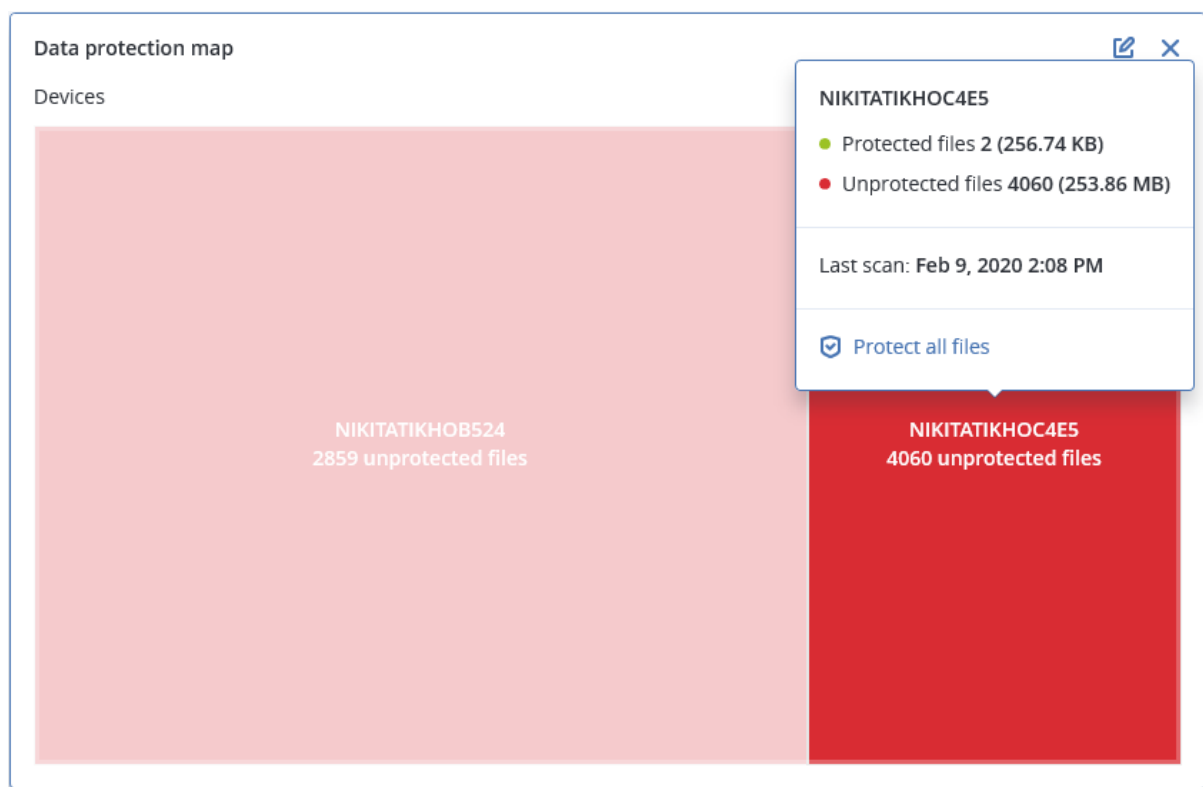 Data protection map
Devices
NIKITATIKHOC4E5
Protected files 2 (256.74 KB)
Unprotected files 4060 (253.86 MB)
Last scan: Feb 9, 2020 2:08 PM
Protect all files
NIKITATIKHOB524
2859 unprotected files
NIKITATIKHOC4E5
4060 unprotected files